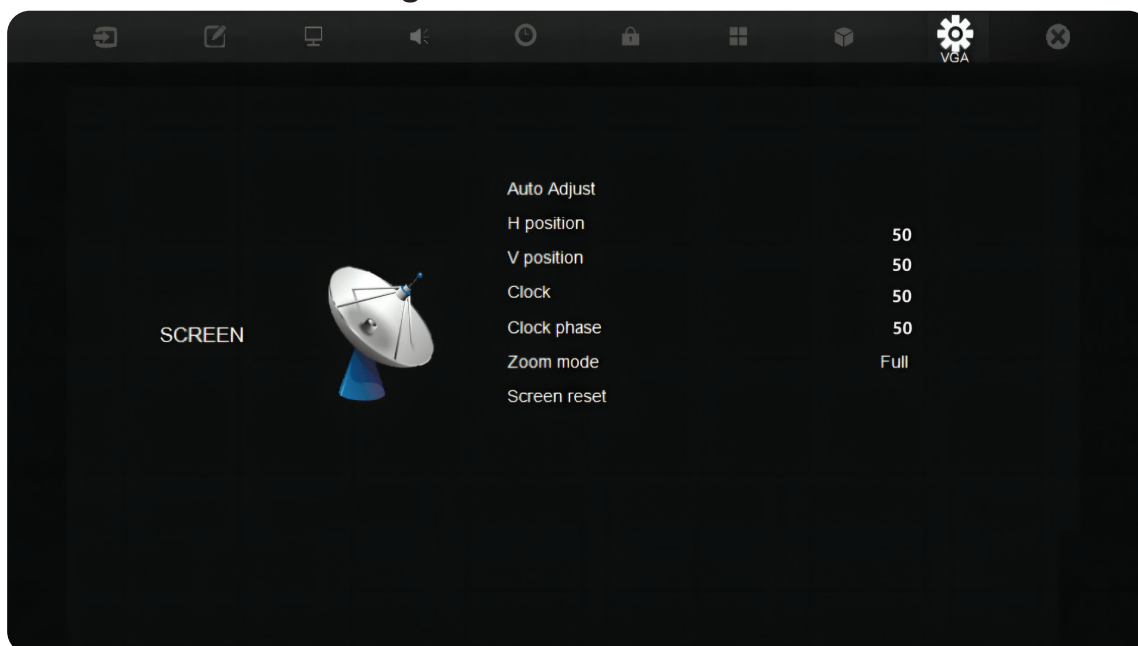 VGA
Auto Adjust
H position 50
V position 50
Clock 50
SCREEN
Clock phase 50
Zoom mode Full
Screen reset